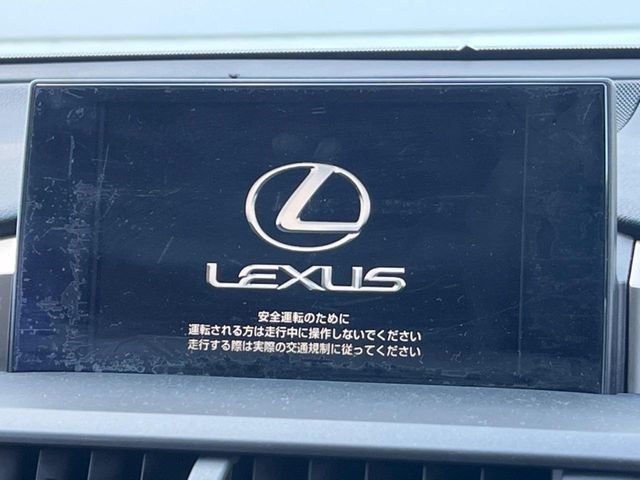 LEXUS
安全運転のために
運転される方は走行中に操作しないでください
走行する際は実際の交通規制に従ってください